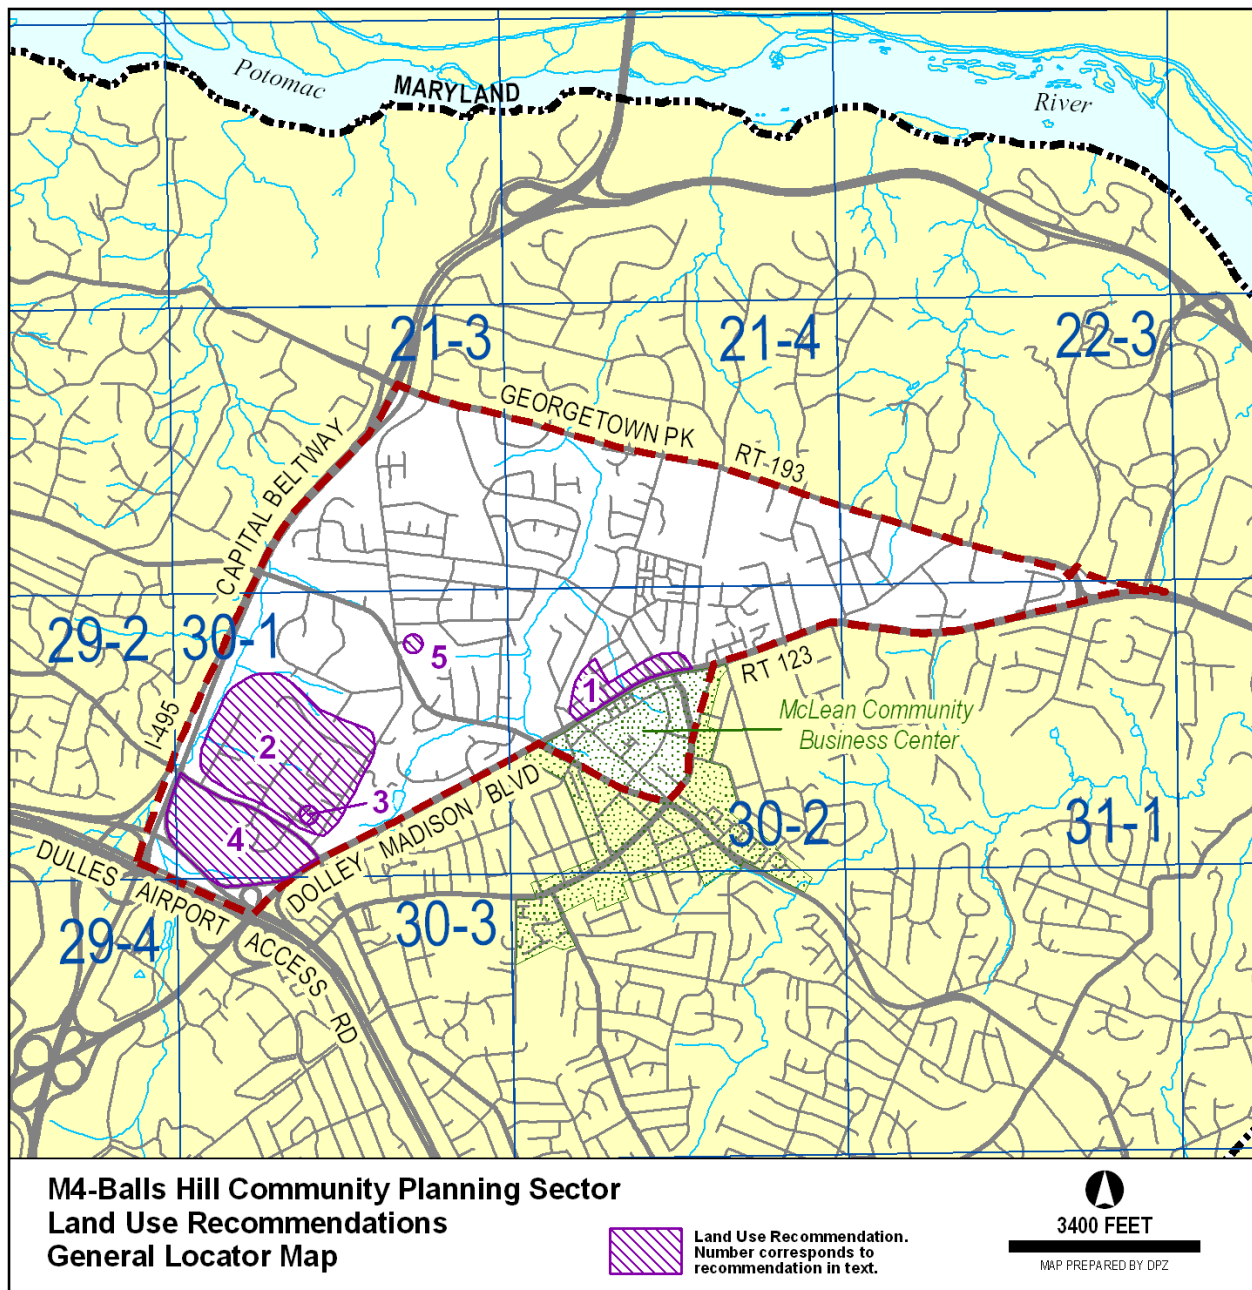 Potomac
MARYLAND
River
21-3
21-4
22-3
GEORGETOWN PK
RT-193
CAPITAL BELTWAY
29-2
30-1
5
RT 123
1
McLean Community
Business Center
I-495
2
3
4
DOLLEY MADISON BLVD
30-2
31-1
DULLES AIRPORT ACCESS RD
29-4
30-3
M4-Balls Hill Community Planning Sector
Land Use Recommendations
General Locator Map
Land Use Recommendation.
Number corresponds to
recommendation in text.
3400 FEET
MAP PREPARED BY DPZ